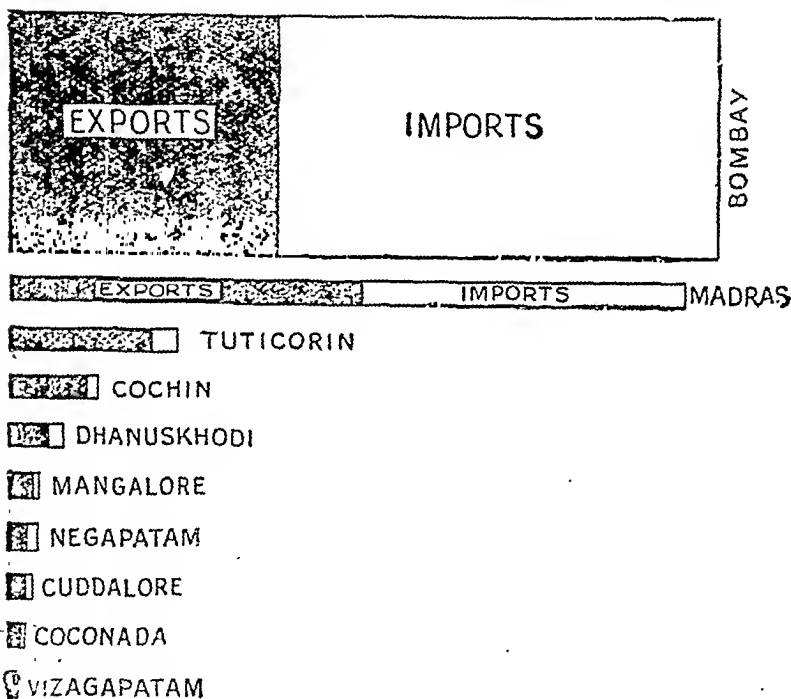 EXPORTS IMPORTS
BOMBAY
EXPORTS IMPORTS MADRAS
TUTICORIN
COCHIN
DHANUSKHODI
MANGALORE
NEGAPATAM
CUDDALORE
COCONADA
VIZAGAPATAM